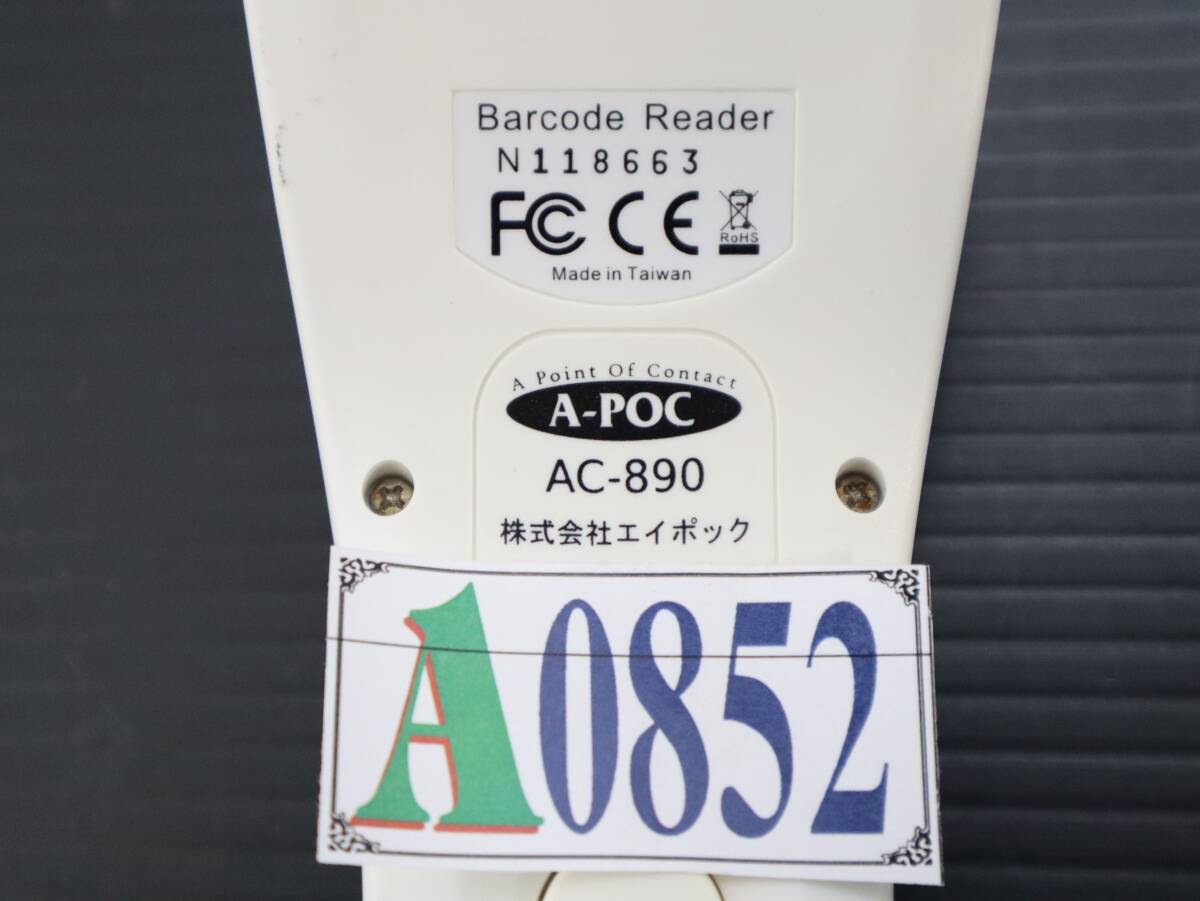 Barcode Reader
N118663
FC CE
RoHS
Made in Taiwan
A Point Of Contact
A-POC
AC-890
株式会社エイポック
A0852